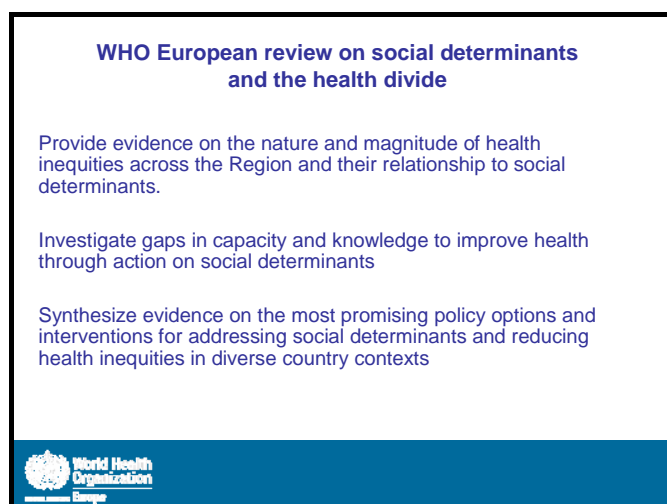 WHO European review on social determinants
and the health divide
Provide evidence on the nature and magnitude of health
inequities across the Region and their relationship to social
determinants.
Investigate gaps in capacity and knowledge to improve health
through action on social determinants
Synthesize evidence on the most promising policy options and
interventions for addressing social determinants and reducing
health inequities in diverse country contexts
World Health
Organization
Europe